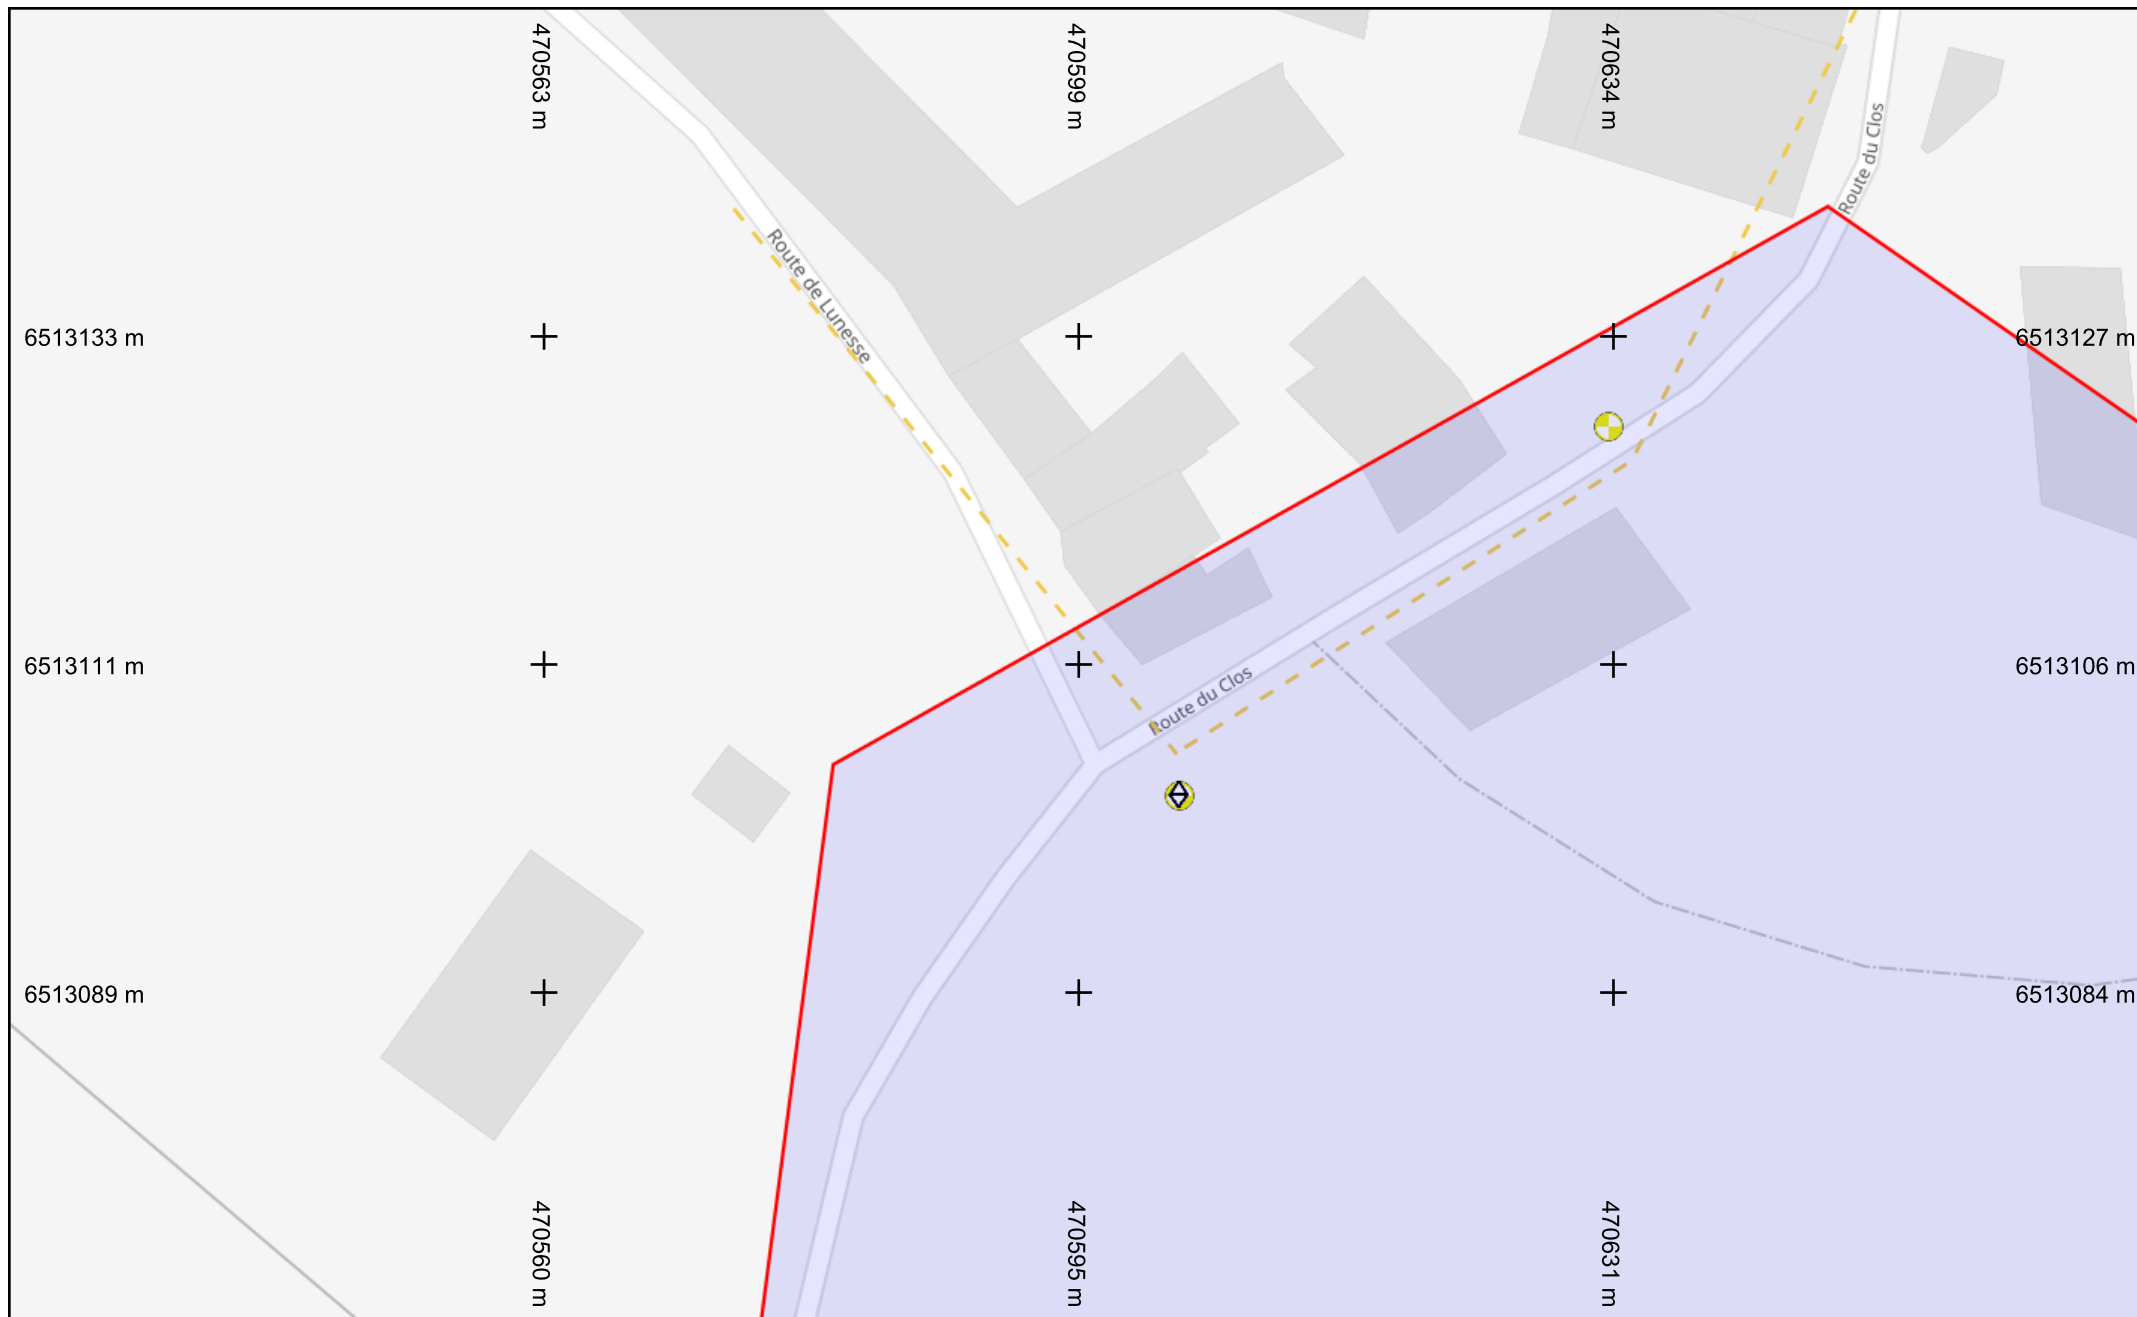 470563 m
470599 m
470634 m
Route du Clos
Route de Lunesse
6513133 m
6513127 m
6513111 m
6513106 m
Route du Clos
6513089 m
6513084 m
470560 m
470595 m
470631 m